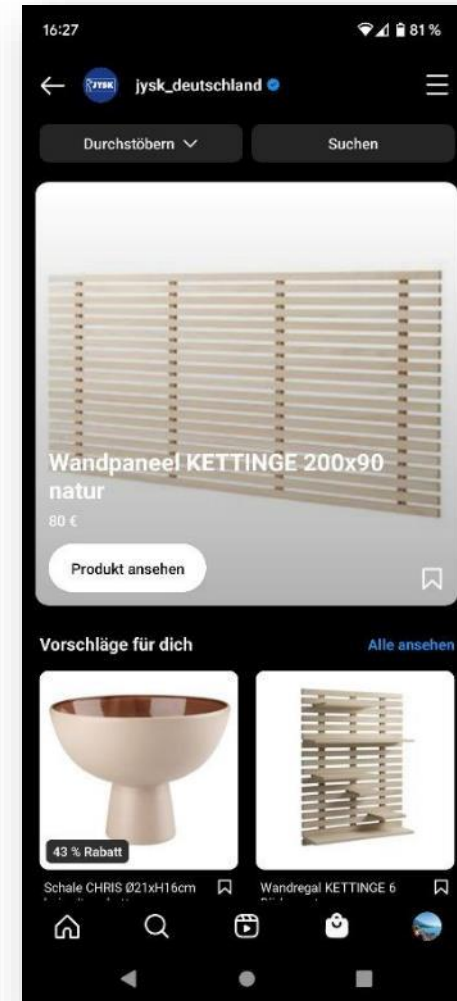 16:27
81 %
JYSK
jysk_deutschland
Durchstöbern
Suchen
Wandpaneel KETTINGE 200x90
natur
80 €
Produkt ansehen
Vorschläge für dich
Alle ansehen
43 % Rabatt
Schale CHRIS Ø21xH16cm
Wandregal KETTINGE 6